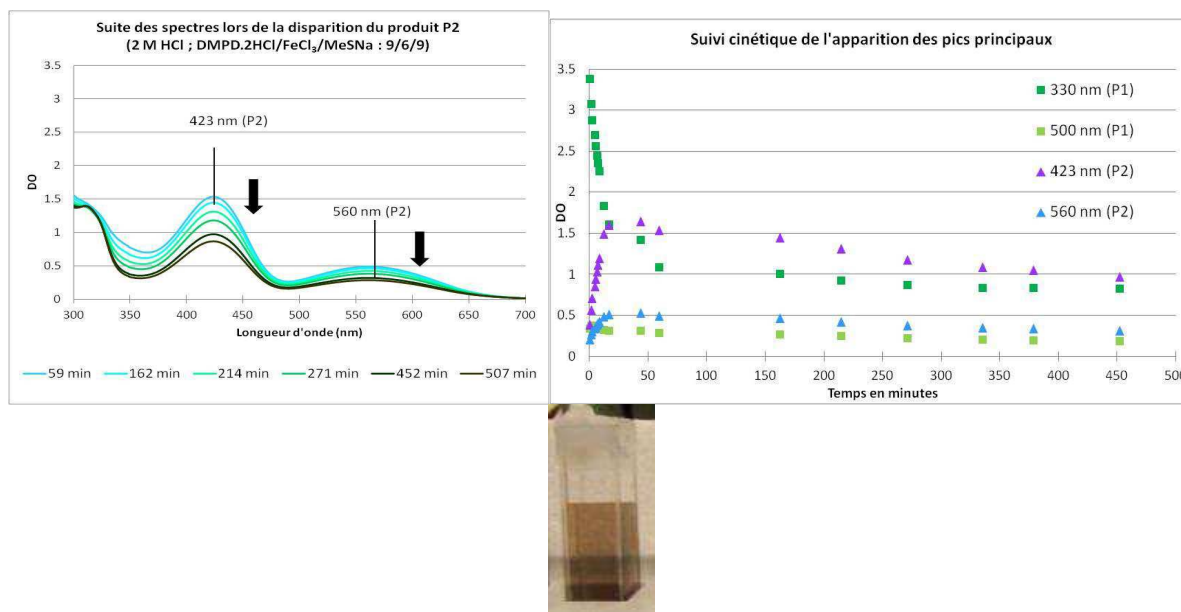 Suite des spectres lors de la disparition du produit P2
(2 M HCl ; DMPD.2HCl/FeCl₃/MeSNa : 9/6/9)
3.5
3
2.5
2
1.5
1
0.5
0
DO
423 nm (P2)
560 nm (P2)
300 350 400 450 500 550 600 650 700
Longueur d'onde (nm)
59 min 162 min 214 min 271 min 452 min 507 min
Suivi cinétique de l'apparition des pics principaux
3.5
3
2.5
2
1.5
1
0.5
0
DO
330 nm (P1)
500 nm (P1)
423 nm (P2)
560 nm (P2)
0 50 100 150 200 250 300 350 400 450 500
Temps en minutes